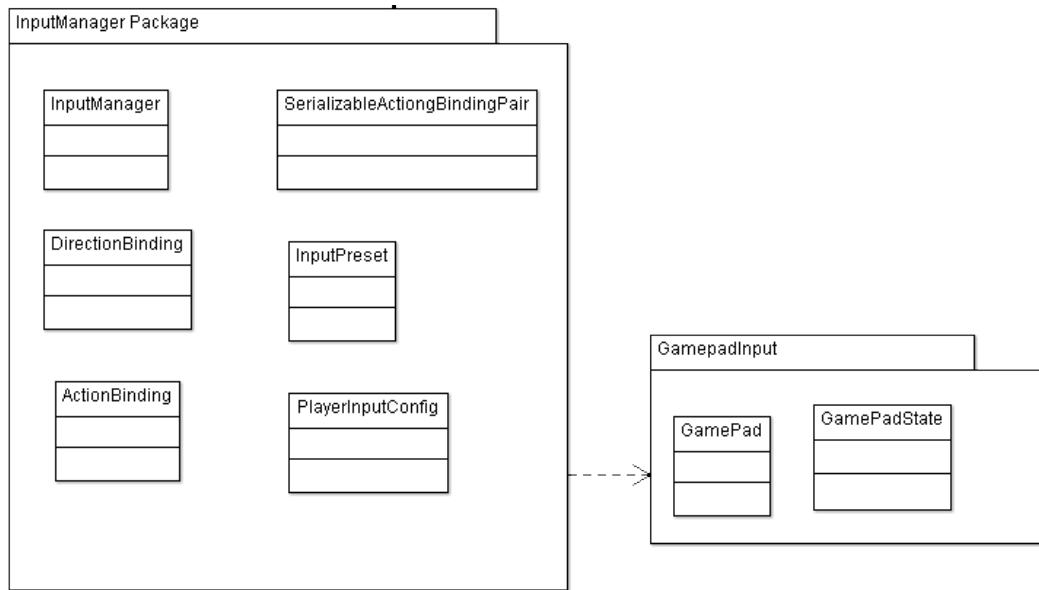 InputManager Package
InputManager
SerializableActiongBindingPair
DirectionBinding
InputPreset
ActionBinding
PlayerInputConfig
GamepadInput
GamePad
GamePadState